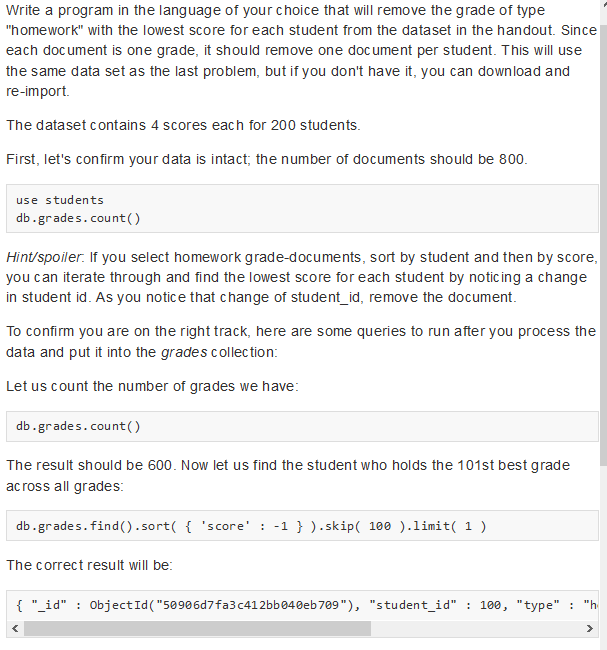 Write a program in the language of your choice that will remove the grade of type
"homework" with the lowest score for each student from the dataset in the handout. Since
each document is one grade, it should remove one document per student. This will use
the same data set as the last problem, but if you don't have it, you can download and
re-import.
The dataset contains 4 scores each for 200 students.
First, let's confirm your data is intact; the number of documents should be 800.
use students
db.grades.count()
Hint/spoiler: If you select homework grade-documents, sort by student and then by score,
you can iterate through and find the lowest score for each student by noticing a change
in student id. As you notice that change of student_id, remove the document.
To confirm you are on the right track, here are some queries to run after you process the
data and put it into the grades collection:
Let us count the number of grades we have:
db.grades.count()
The result should be 600. Now let us find the student who holds the 101st best grade
across all grades:
db.grades.find().sort( { 'score' : -1 } ).skip( 100 ).limit( 1 )
The correct result will be:
{ "_id" : ObjectId("50906d7fa3c412bb040eb709"), "student_id" : 100, "type" : "h